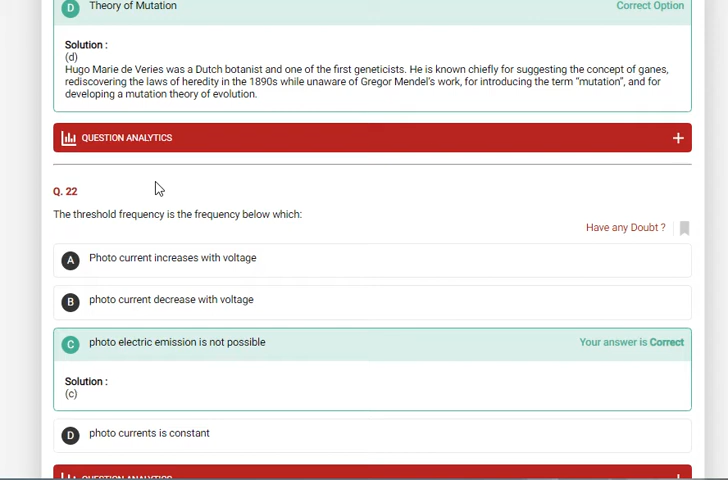 D Theory of Mutation Correct Option
Solution :
(d)
Hugo Marie de Veries was a Dutch botanist and one of the first geneticists. He is known chiefly for suggesting the concept of ganes,
rediscovering the laws of heredity in the 1890s while unaware of Gregor Mendel's work, for introducing the term "mutation", and for
developing a mutation theory of evolution.
QUESTION ANALYTICS +
Q. 22
The threshold frequency is the frequency below which:
Have any Doubt ?
A Photo current increases with voltage
B photo current decrease with voltage
C photo electric emission is not possible Your answer is Correct
Solution :
(c)
D photo currents is constant
QUESTION ANALYTICS